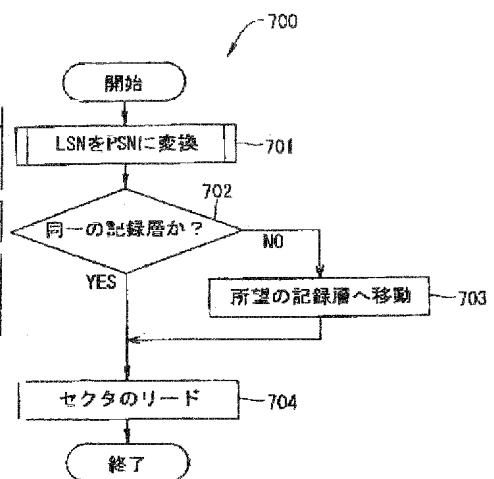 700
開始
LSNをPSNに変換
701
702
同一の記録層か?
NO
YES
所望の記録層へ移動
703
セクタのリード
704
終了